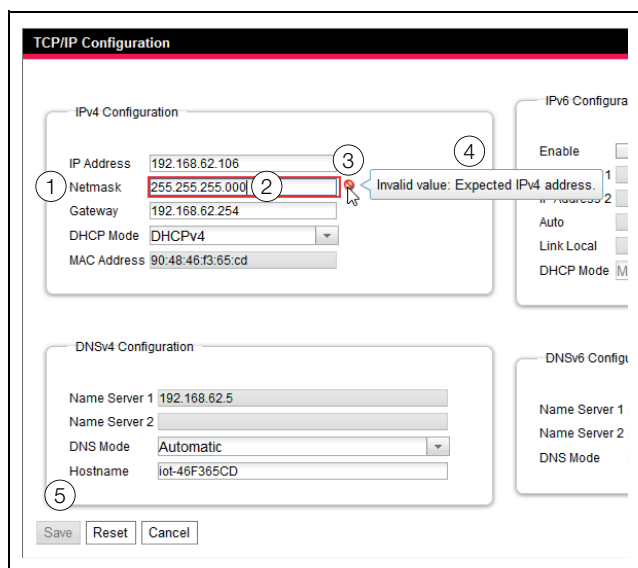 TCP/IP Configuration
IPv4 Configuration
IP Address 192.168.62.106
③
① Netmask 255.255.255.000 ②
Gateway 192.168.62.254
DHCP Mode DHCPv4
MAC Address 90:48:46:f3:65:cd
④
Invalid value: Expected IPv4 address.
IPv6 Configura
Enable
1
IP Address 2
Auto
Link Local
DHCP Mode M
DNSv4 Configuration
Name Server 1 192.168.62.5
Name Server 2
DNS Mode Automatic
Hostname iot-46F365CD
DNSv6 Configu
Name Server 1
Name Server 2
DNS Mode
⑤
Save Reset Cancel